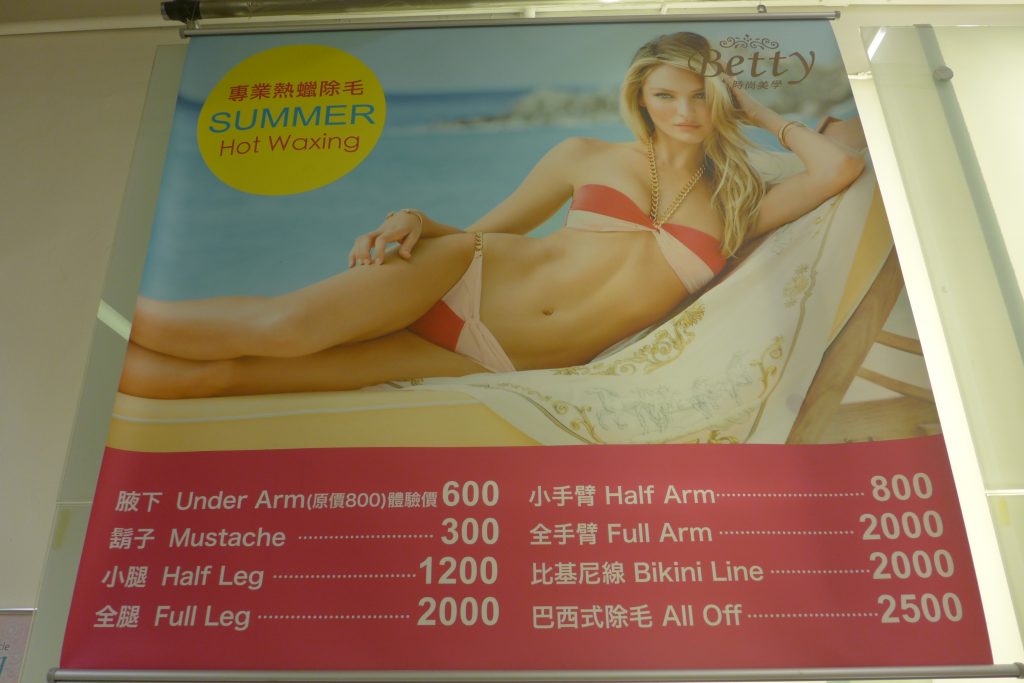 專業熱蠟除毛
SUMMER
Hot Waxing
Betty
時尚美學
腋下 Under Arm(原價800)體驗價 600
鬍子 Mustache 300
小腿 Half Leg 1200
全腿 Full Leg 2000
小手臂 Half Arm 800
全手臂 Full Arm 2000
比基尼線 Bikini Line 2000
巴西式除毛 All Off 2500